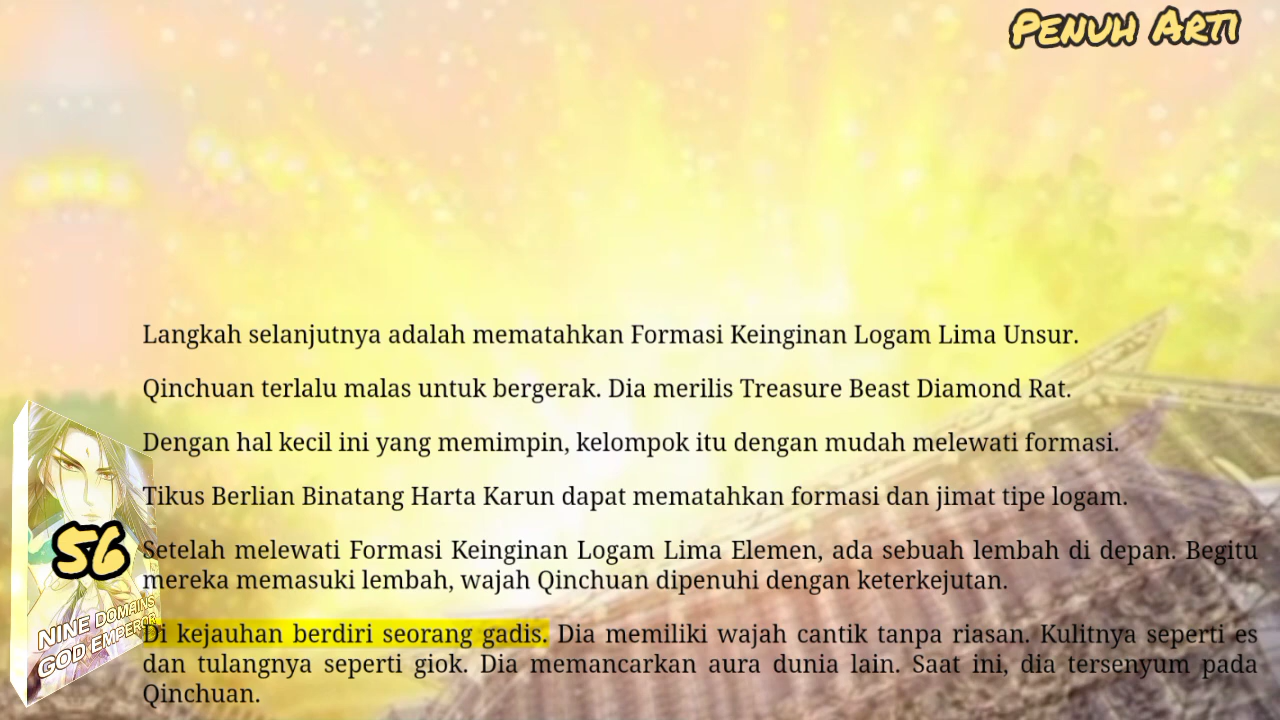 Penuh Arti
Langkah selanjutnya adalah mematahkan Formasi Keinginan Logam Lima Unsur.
Qinchuan terlalu malas untuk bergerak. Dia merilis Treasure Beast Diamond Rat.
Dengan hal kecil ini yang memimpin, kelompok itu dengan mudah melewati formasi.
Tikus Berlian Binatang Harta Karun dapat mematahkan formasi dan jimat tipe logam.
Setelah melewati Formasi Keinginan Logam Lima Elemen, ada sebuah lembah di depan. Begitu
mereka memasuki lembah, wajah Qinchuan dipenuhi dengan keterkejutan.
Di kejauhan berdiri seorang gadis. Dia memiliki wajah cantik tanpa riasan. Kulitnya seperti es
dan tulangnya seperti giok. Dia memancarkan aura dunia lain. Saat ini, dia tersenyum pada
Qinchuan.
56
NINE DOMAINS
GOD EMPEROR